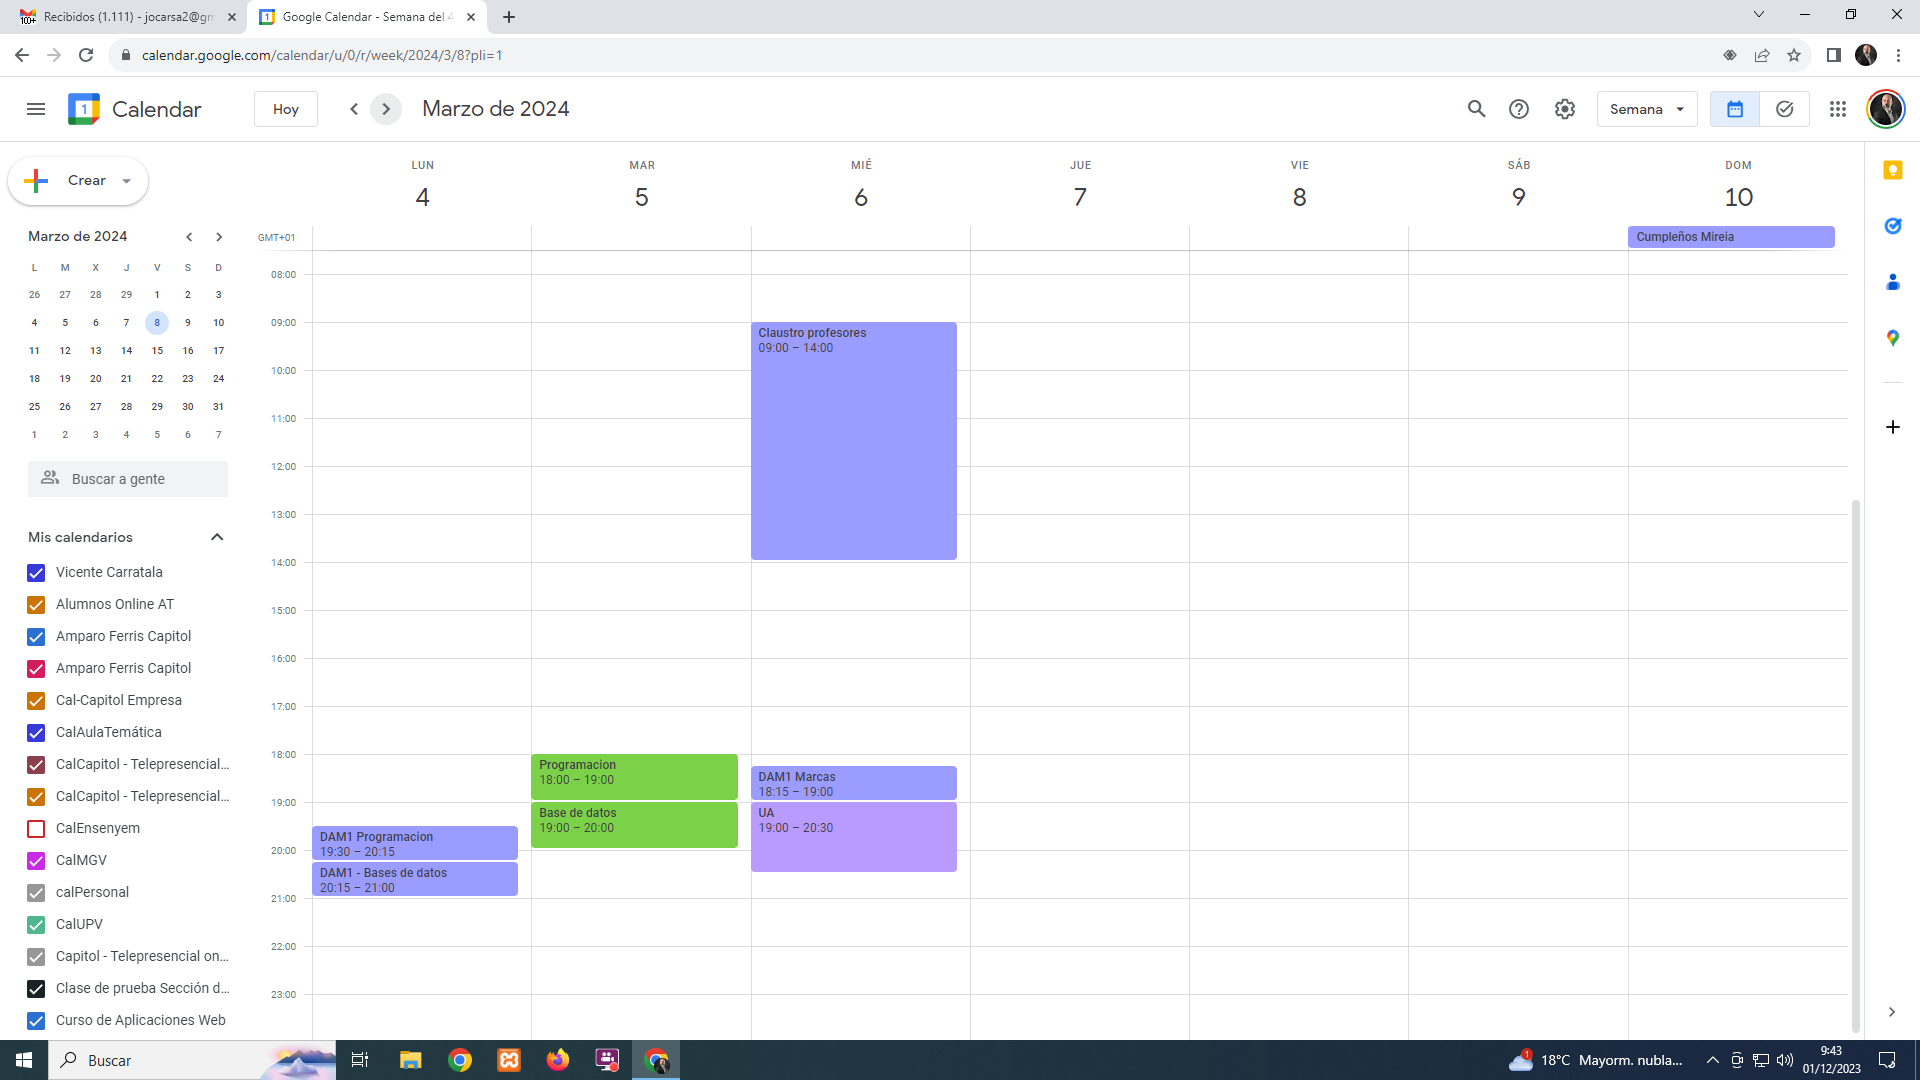 Recibidos (1.111) - jocarsa2@gm
Google Calendar - Semana del 4
calendar.google.com/calendar/u/0/r/week/2024/3/8?pli=1
1
Calendar
Hoy
Marzo de 2024
Semana
Crear
LUN
MAR
MIÉ
JUE
VIE
SÁB
DOM
4
5
6
7
8
9
10
Marzo de 2024
L M X J V S D
26 27 28 29 1 2 3
4 5 6 7 8 9 10
11 12 13 14 15 16 17
18 19 20 21 22 23 24
25 26 27 28 29 30 31
1 2 3 4 5 6 7
GMT+01
Cumpleños Mireia
08:00
09:00
10:00
11:00
12:00
13:00
14:00
15:00
16:00
17:00
18:00
19:00
20:00
21:00
22:00
23:00
Claustro profesores
09:00 – 14:00
Programacion
18:00 – 19:00
Base de datos
19:00 – 20:00
DAM1 Marcas
18:15 – 19:00
UA
19:00 – 20:30
DAM1 Programacion
19:30 – 20:15
DAM1 - Bases de datos
20:15 – 21:00
Buscar a gente
Mis calendarios
Vicente Carratala
Alumnos Online AT
Amparo Ferris Capitol
Amparo Ferris Capitol
Cal-Capitol Empresa
CalAulaTemática
CalCapitol - Telepresencial...
CalCapitol - Telepresencial...
CalEnsenyem
CalMGV
calPersonal
CalUPV
Capitol - Telepresencial on...
Clase de prueba Sección d...
Curso de Aplicaciones Web
Buscar
1
18°C Mayorm. nubla...
9:43
01/12/2023